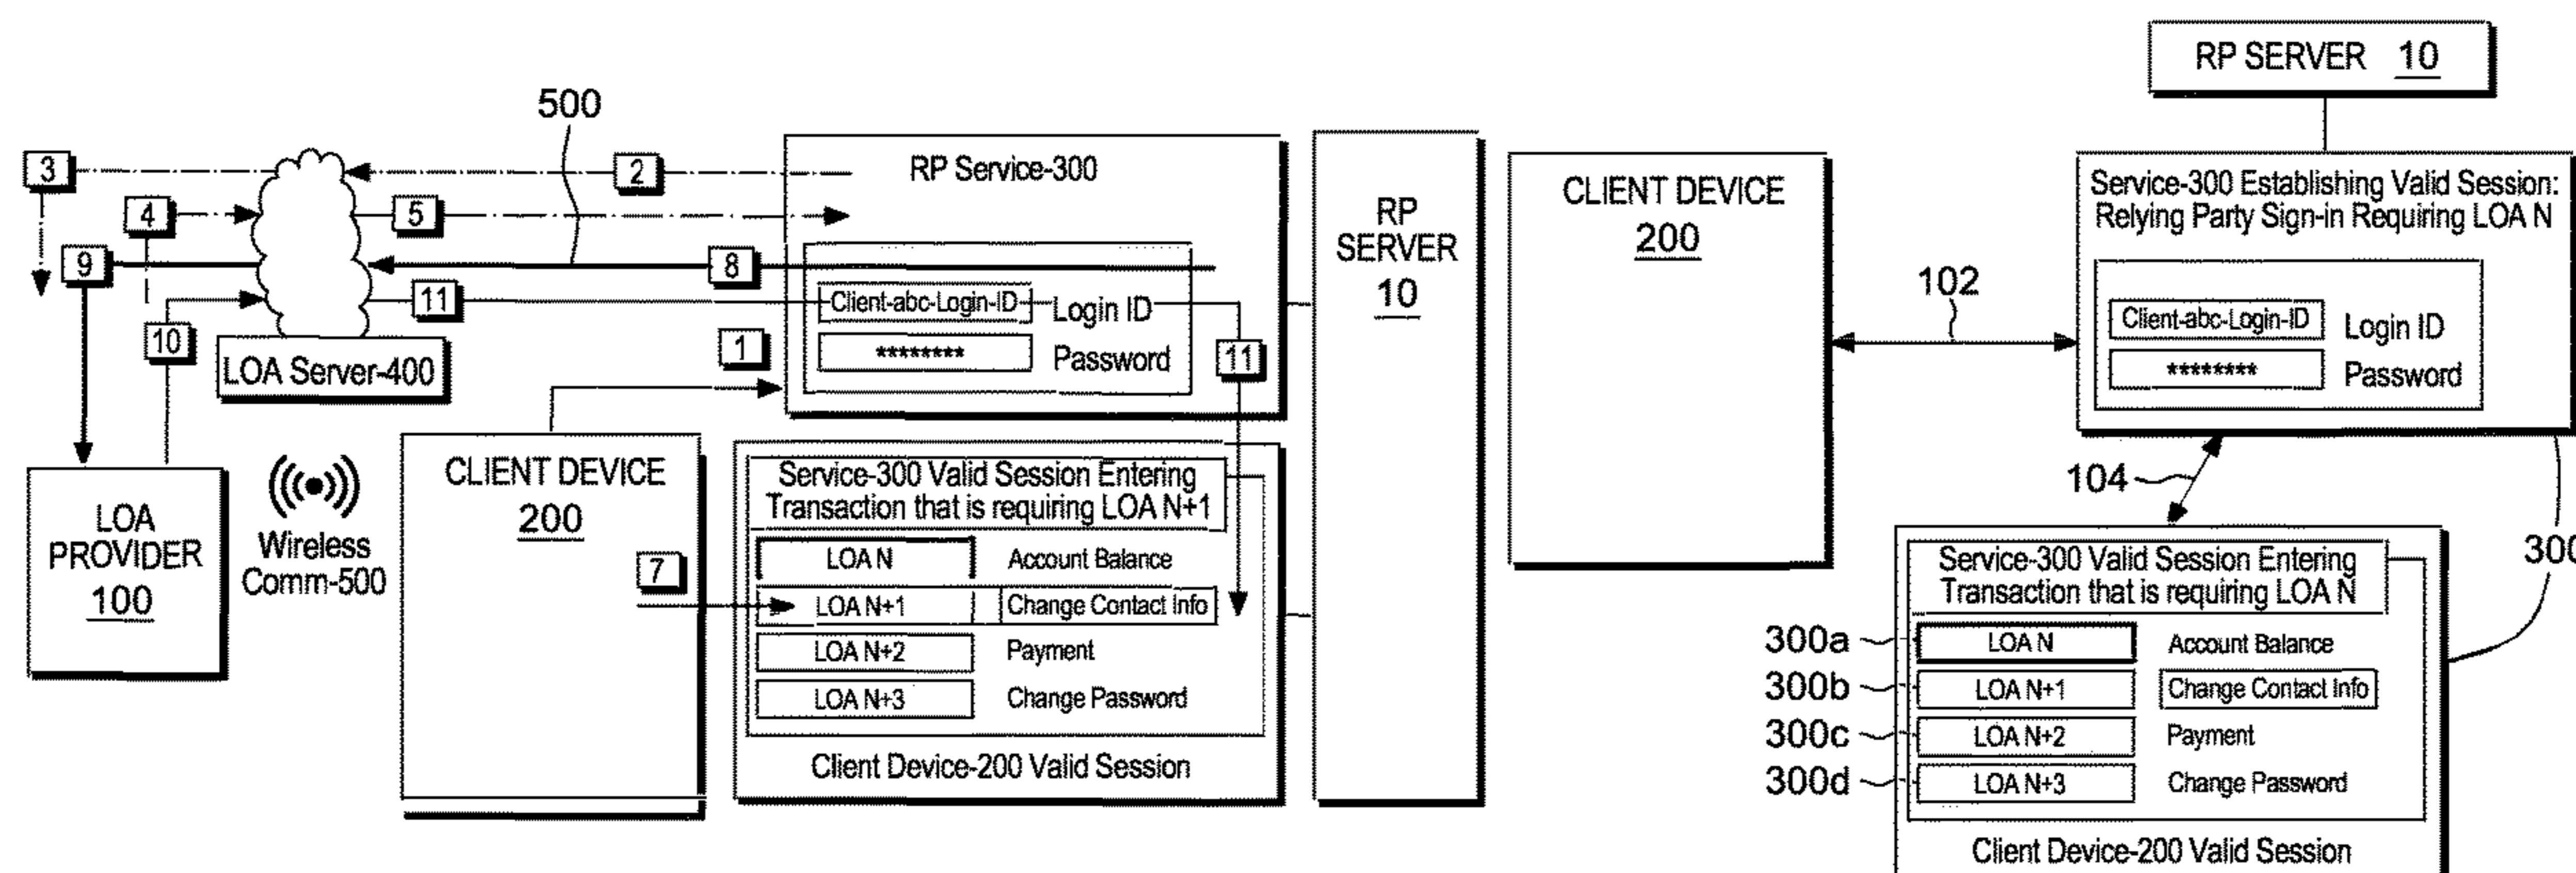 500
3
2
4
5
9
8
11
10
LOA Server-400
1
RP Service-300
Client-abc-Login-ID
Login ID
********
Password
11
LOA
PROVIDER
100
Wireless
Comm-500
CLIENT DEVICE
200
7
Service-300 Valid Session Entering
Transaction that is requiring LOA N+1
LOA N Account Balance
LOA N+1 Change Contact Info
LOA N+2 Payment
LOA N+3 Change Password
Client Device-200 Valid Session
RP
SERVER
10
CLIENT DEVICE
200
102
RP SERVER 10
Service-300 Establishing Valid Session:
Relying Party Sign-in Requiring LOA N
Client-abc-Login-ID Login ID
******** Password
104
300
Service-300 Valid Session Entering
Transaction that is requiring LOA N
300a LOA N Account Balance
300b LOA N+1 Change Contact Info
300c LOA N+2 Payment
300d LOA N+3 Change Password
Client Device-200 Valid Session